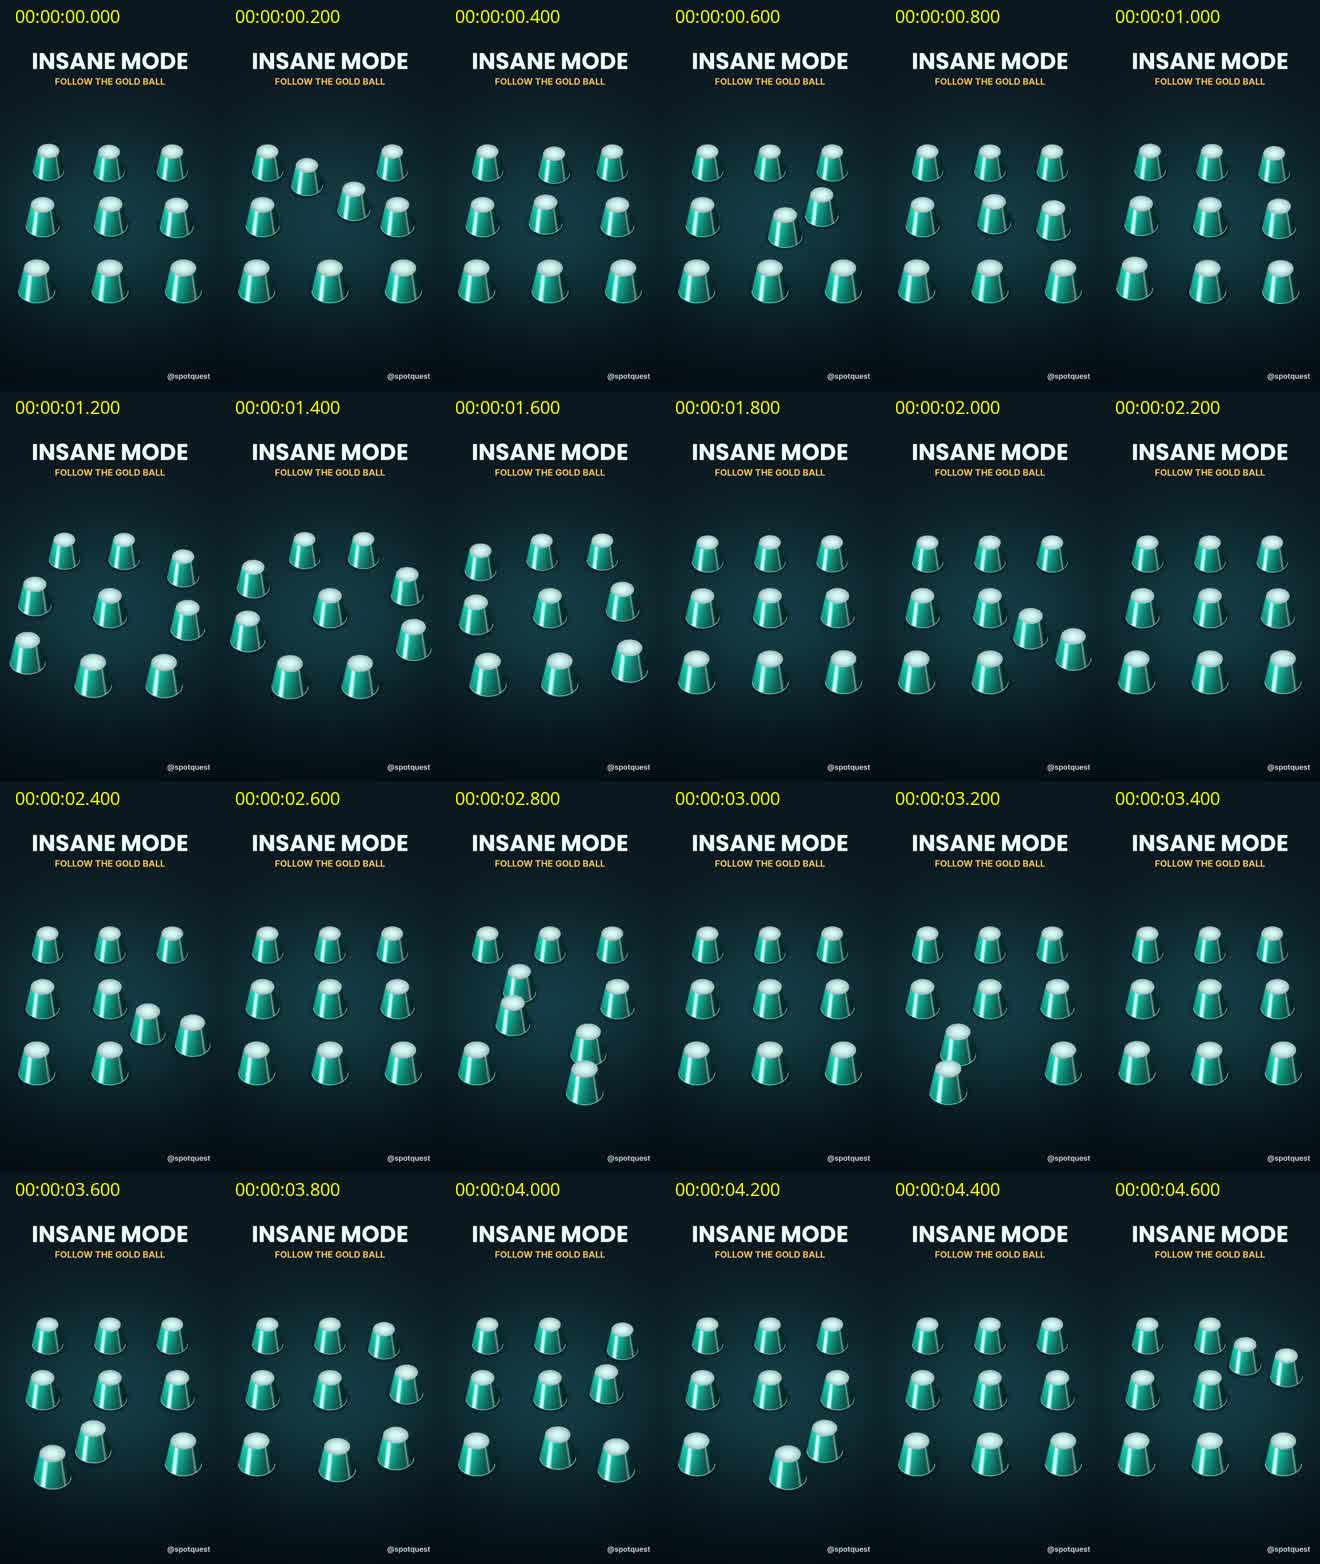 00:00:00.000 00:00:00.200 00:00:00.400 00:00:00.600 00:00:00.800 00:00:01.000
INSANE MODE INSANE MODE INSANE MODE INSANE MODE INSANE MODE INSANE MODE
FOLLOW THE GOLD BALL FOLLOW THE GOLD BALL FOLLOW THE GOLD BALL FOLLOW THE GOLD BALL FOLLOW THE GOLD BALL FOLLOW THE GOLD BALL
@spotquest @spotquest @spotquest @spotquest @spotquest @spotquest
00:00:01.200 00:00:01.400 00:00:01.600 00:00:01.800 00:00:02.000 00:00:02.200
INSANE MODE INSANE MODE INSANE MODE INSANE MODE INSANE MODE INSANE MODE
FOLLOW THE GOLD BALL FOLLOW THE GOLD BALL FOLLOW THE GOLD BALL FOLLOW THE GOLD BALL FOLLOW THE GOLD BALL FOLLOW THE GOLD BALL
@spotquest @spotquest @spotquest @spotquest @spotquest @spotquest
00:00:02.400 00:00:02.600 00:00:02.800 00:00:03.000 00:00:03.200 00:00:03.400
INSANE MODE INSANE MODE INSANE MODE INSANE MODE INSANE MODE INSANE MODE
FOLLOW THE GOLD BALL FOLLOW THE GOLD BALL FOLLOW THE GOLD BALL FOLLOW THE GOLD BALL FOLLOW THE GOLD BALL FOLLOW THE GOLD BALL
@spotquest @spotquest @spotquest @spotquest @spotquest @spotquest
00:00:03.600 00:00:03.800 00:00:04.000 00:00:04.200 00:00:04.400 00:00:04.600
INSANE MODE INSANE MODE INSANE MODE INSANE MODE INSANE MODE INSANE MODE
FOLLOW THE GOLD BALL FOLLOW THE GOLD BALL FOLLOW THE GOLD BALL FOLLOW THE GOLD BALL FOLLOW THE GOLD BALL FOLLOW THE GOLD BALL
@spotquest @spotquest @spotquest @spotquest @spotquest @spotquest